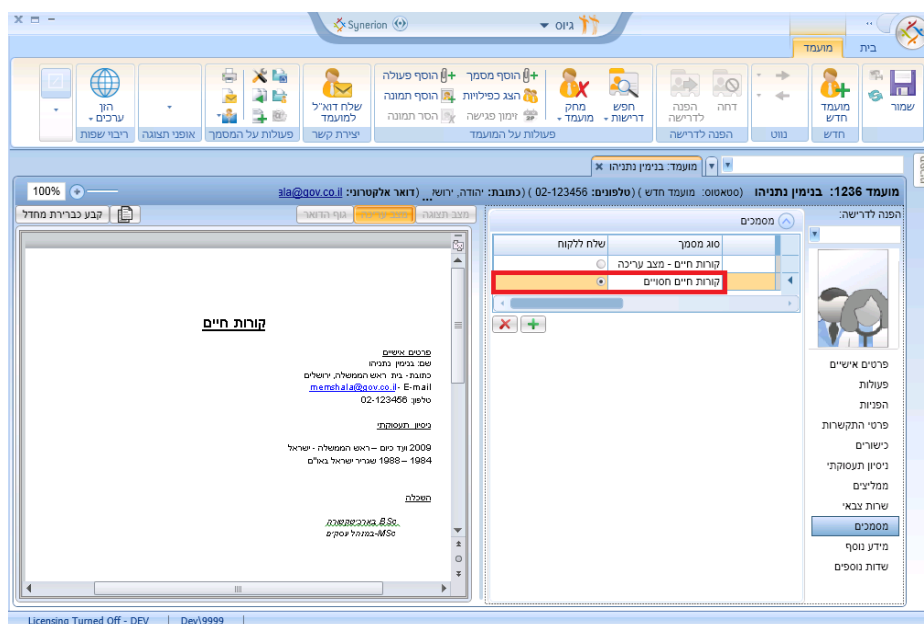 Synerion
גיוס
בית
מועמד
שמור
מועמד חדש
חדש
נווט
דחה
הפנה לדרישה
הפנה לדרישה
חפש דרישות
מחק מועמד
הוסף מסמך
הוסף פעולה
הצג כפילויות
הוסף תמונה
זימון פגישה
הסר תמונה
פעולות על המועמד
שלח דוא"ל למועמד
יצירת קשר
פעולות על המסמך
אופני תצוגה
הזן ערכים
ריבוי שפות
מועמד: בנימין נתניהו
מועמד 1236: בנימין נתניהו (סטאטוס: מועמד חדש) (טלפונים: 02-123456) (כתובת: יהודה, ירושי... (דואר אלקטרוני: ala@gov.co.il
100%
הפנה לדרישה:
מסמכים
סוג מסמך
שלח ללקוח
קורות חיים - מצב עריכה
קורות חיים חסויים
מצב תצוגה
מצב עריכה
גוף הדואר
קבע כברירת מחדל
קורות חיים
פרטים אישיים
שם: בנימין נתניהו
כתובת- בית ראש הממשלה, ירושלים
memshala@gov.co.il- E-mail
טלפון: 02-123456
ניסיון תעסוקתי
2009 ועד כיום – ראש הממשלה - ישראל
1984 – 1988 שגריר ישראל באו"ם
השכלה
B.Sc. בארכיטקטורה
MSc-במנהל עסקים
פרטים אישיים
פעולות
הפניות
פרטי התקשרות
כישורים
ניסיון תעסוקתי
ממליצים
שרות צבאי
מסמכים
מידע נוסף
שדות נוספים
Licensing Turned Off - DEV
Dev\9999